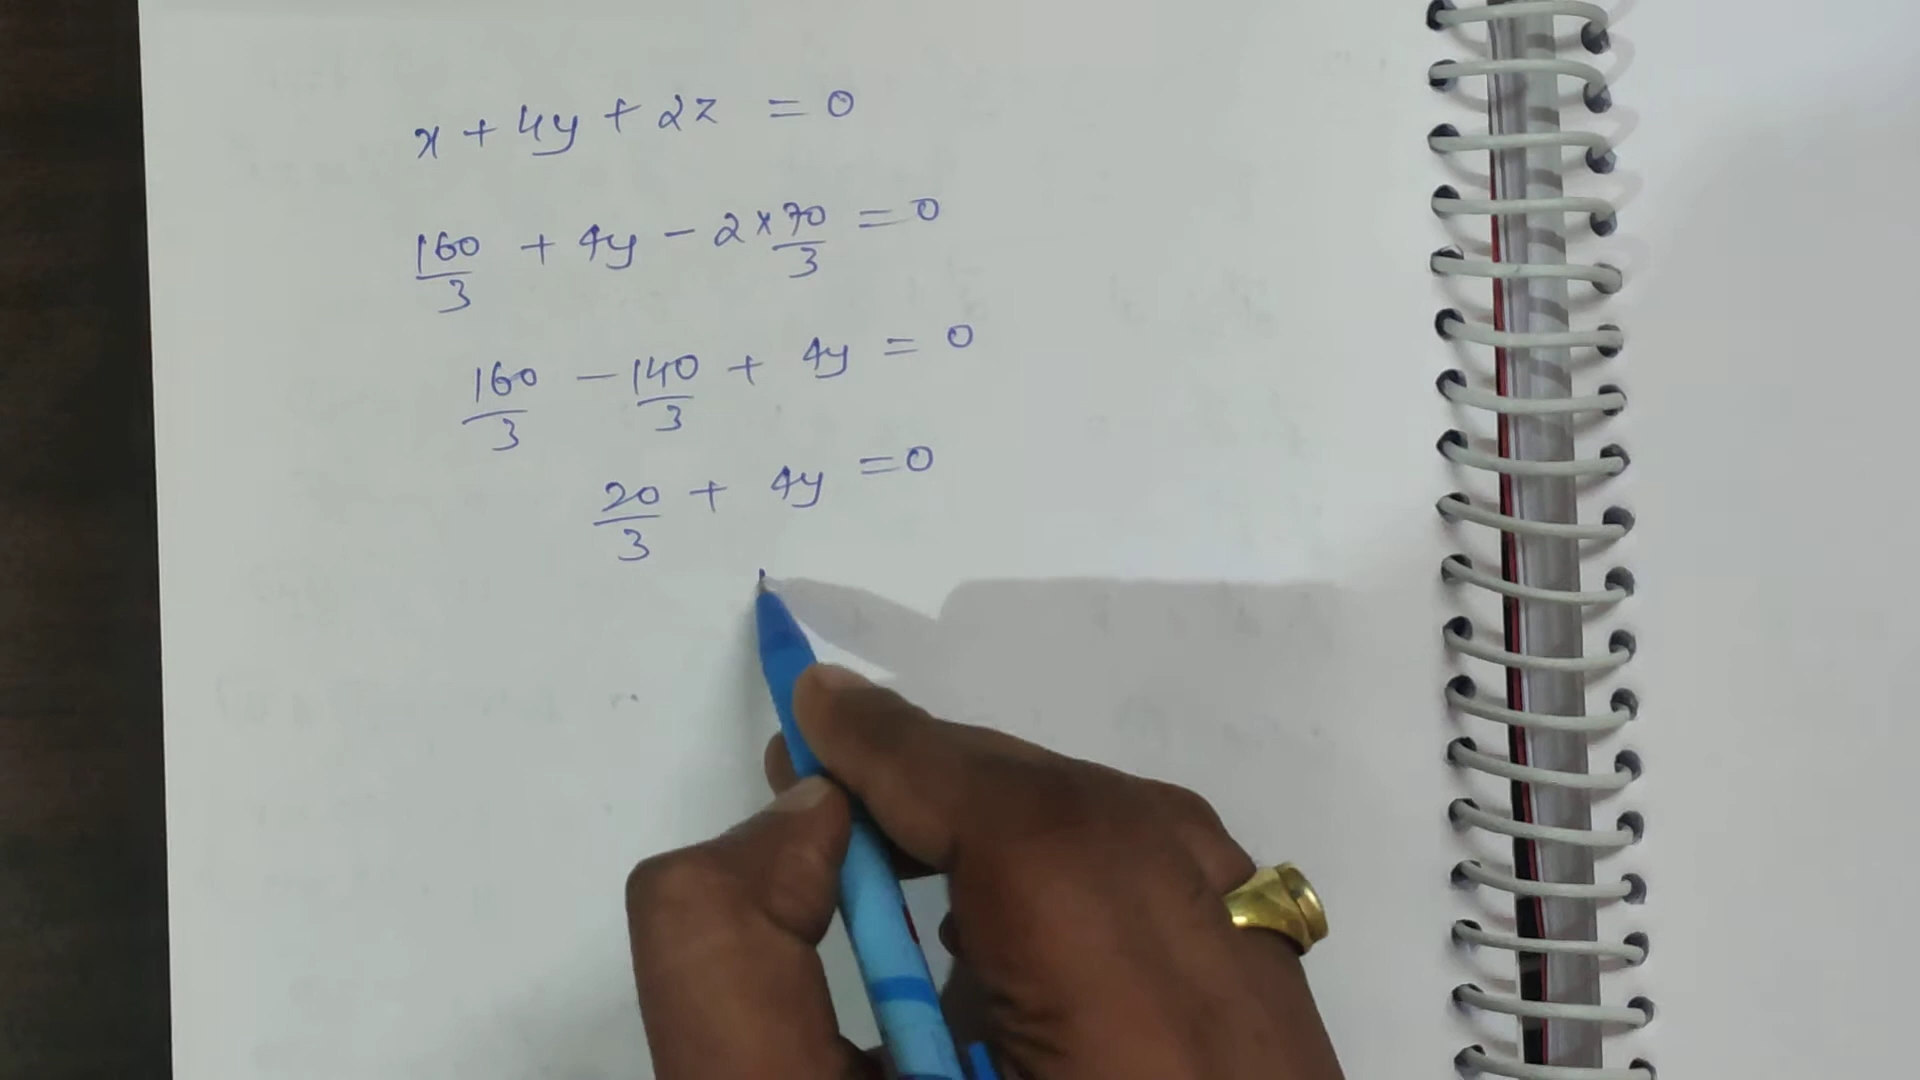 x + 4y + 2z = 0
160/3 + 4y - 2 × 70/3 = 0
160/3 - 140/3 + 4y = 0
20/3 + 4y = 0